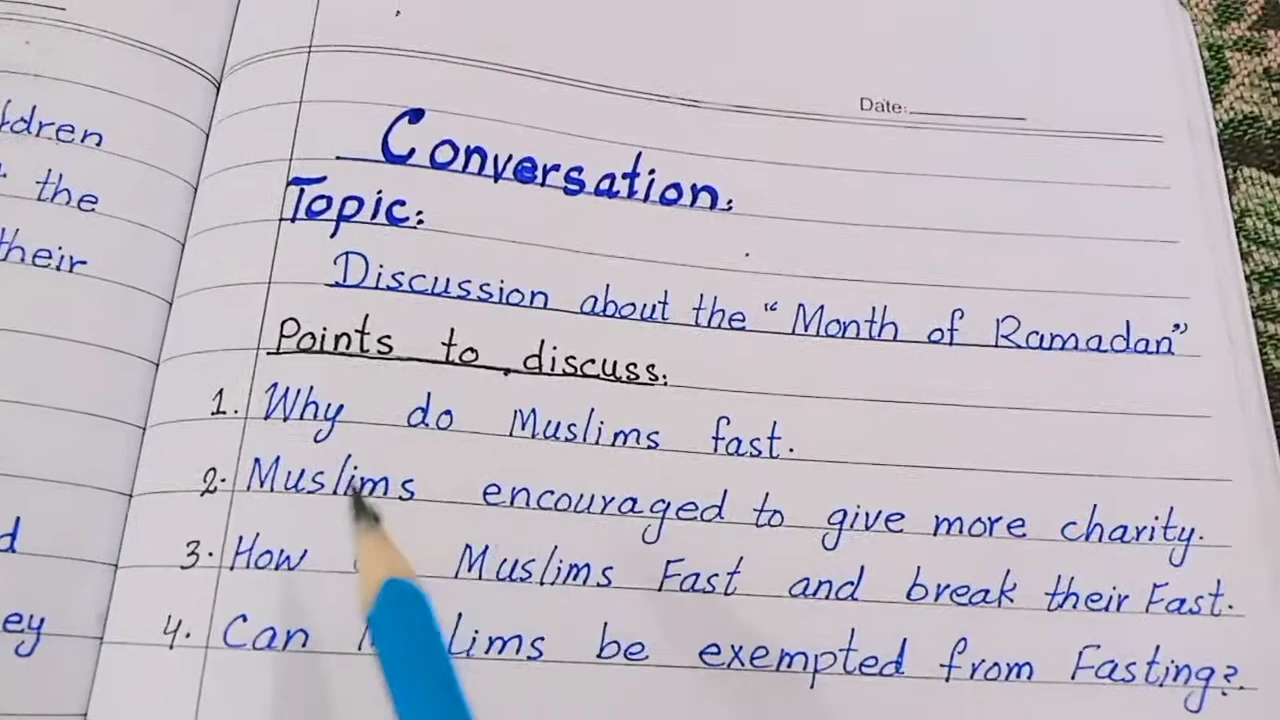 ldren
the
their
d
ey
Date:
Conversation:
Topic:
Discussion about the "Month of Ramadan"
Points to discuss:
1. Why do Muslims fast.
2. Muslims encouraged to give more charity.
3. How Muslims Fast and break their Fast.
4. Can lims be exempted from Fasting?.